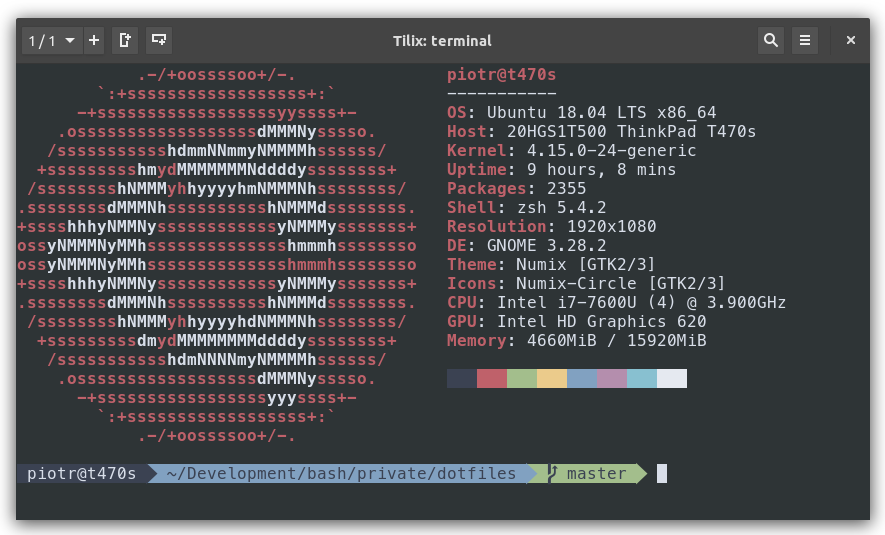 1 / 1
Tilix: terminal
.-/+oossssoo+/-.
`:+ssssssssssssssssss+:`
-+ssssssssssssssssssyyssss+-
.ossssssssssssssssssdMMMNysssso.
/ssssssssssshdmmNNmmyNMMMMhssssss/
+ssssssssshmydMMMMMMMNddddyssssssss+
/sssssssshNMMMyhhyyyyhmNMMMNhssssssss/
.ssssssssdMMMNhsssssssssshNMMMdssssssss.
+sssshhhyNMMNyssssssssssssyNMMMysssssss+
ossyNMMMNyMMhsssssssssssssshmmmhssssssso
ossyNMMMNyMMhsssssssssssssshmmmhssssssso
+sssshhhyNMMNyssssssssssssyNMMMysssssss+
.ssssssssdMMMNhsssssssssshNMMMdssssssss.
/sssssssshNMMMyhhyyyyhdNMMMNhssssssss/
+sssssssssdmydMMMMMMMMddddyssssssss+
/ssssssssssshdmNNNNmyNMMMMhssssss/
.ossssssssssssssssssdMMMNysssso.
-+sssssssssssssssssyyyssss+-
`:+ssssssssssssssssss+:`
.-/+oossssoo+/-.
piotr@t470s
-----------
OS: Ubuntu 18.04 LTS x86_64
Host: 20HGS1T500 ThinkPad T470s
Kernel: 4.15.0-24-generic
Uptime: 9 hours, 8 mins
Packages: 2355
Shell: zsh 5.4.2
Resolution: 1920x1080
DE: GNOME 3.28.2
Theme: Numix [GTK2/3]
Icons: Numix-Circle [GTK2/3]
CPU: Intel i7-7600U (4) @ 3.900GHz
GPU: Intel HD Graphics 620
Memory: 4660MiB / 15920MiB
piotr@t470s ~/Development/bash/private/dotfiles master